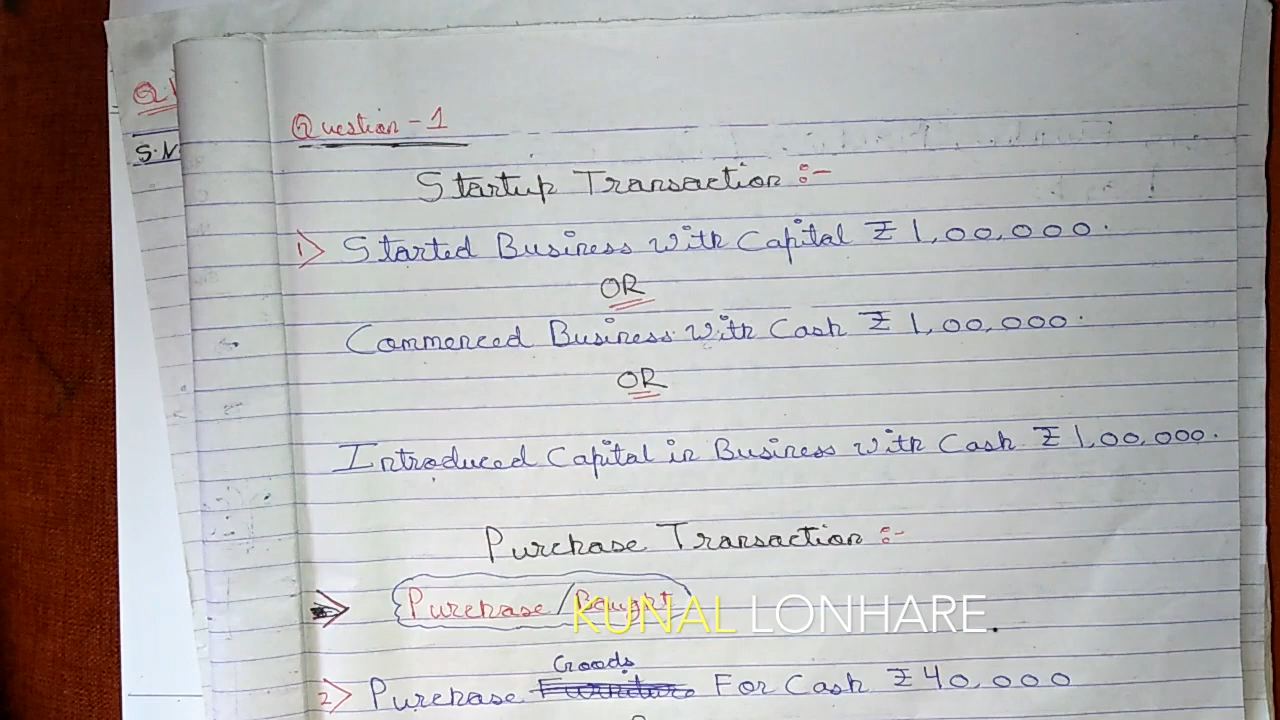 Q.1
S.N
Question - 1
Startup Transaction :-
1) Started Business with Capital ₹ 1,00,000.
OR
Commenced Business with Cash ₹ 1,00,000.
OR
Introduced Capital in Business with Cash ₹ 1,00,000.
Purchase Transaction :-
Purchase / Bought
KUNAL LONHARE.
Goods
2) Purchase Furniture For Cash ₹ 40,000